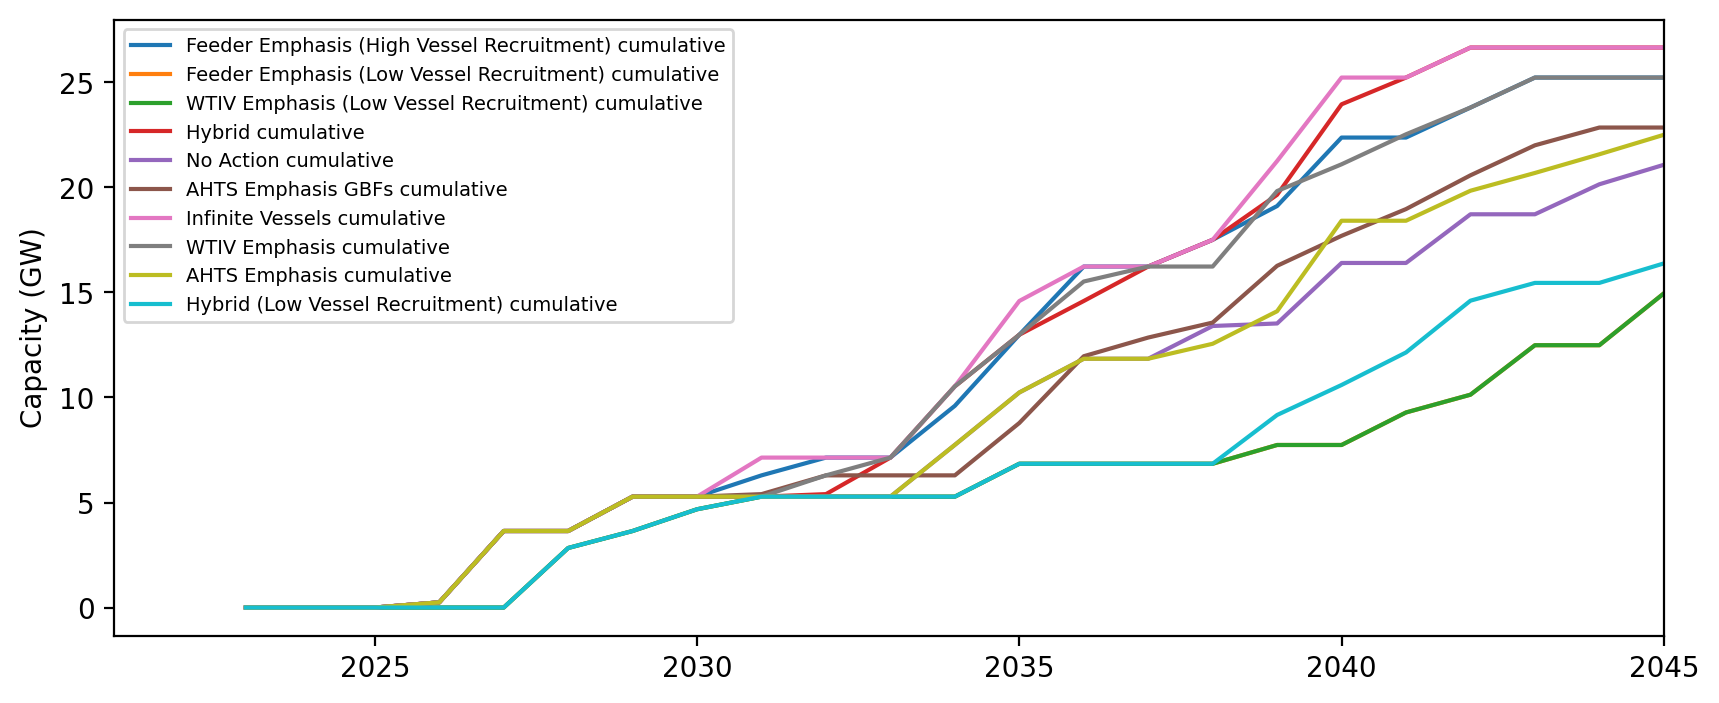 Feeder Emphasis (High Vessel Recruitment) cumulative
Feeder Emphasis (Low Vessel Recruitment) cumulative
WTIV Emphasis (Low Vessel Recruitment) cumulative
Hybrid cumulative
No Action cumulative
AHTS Emphasis GBFs cumulative
Infinite Vessels cumulative
WTIV Emphasis cumulative
AHTS Emphasis cumulative
Hybrid (Low Vessel Recruitment) cumulative
Capacity (GW)
25
20
15
10
5
0
2025 2030 2035 2040 2045